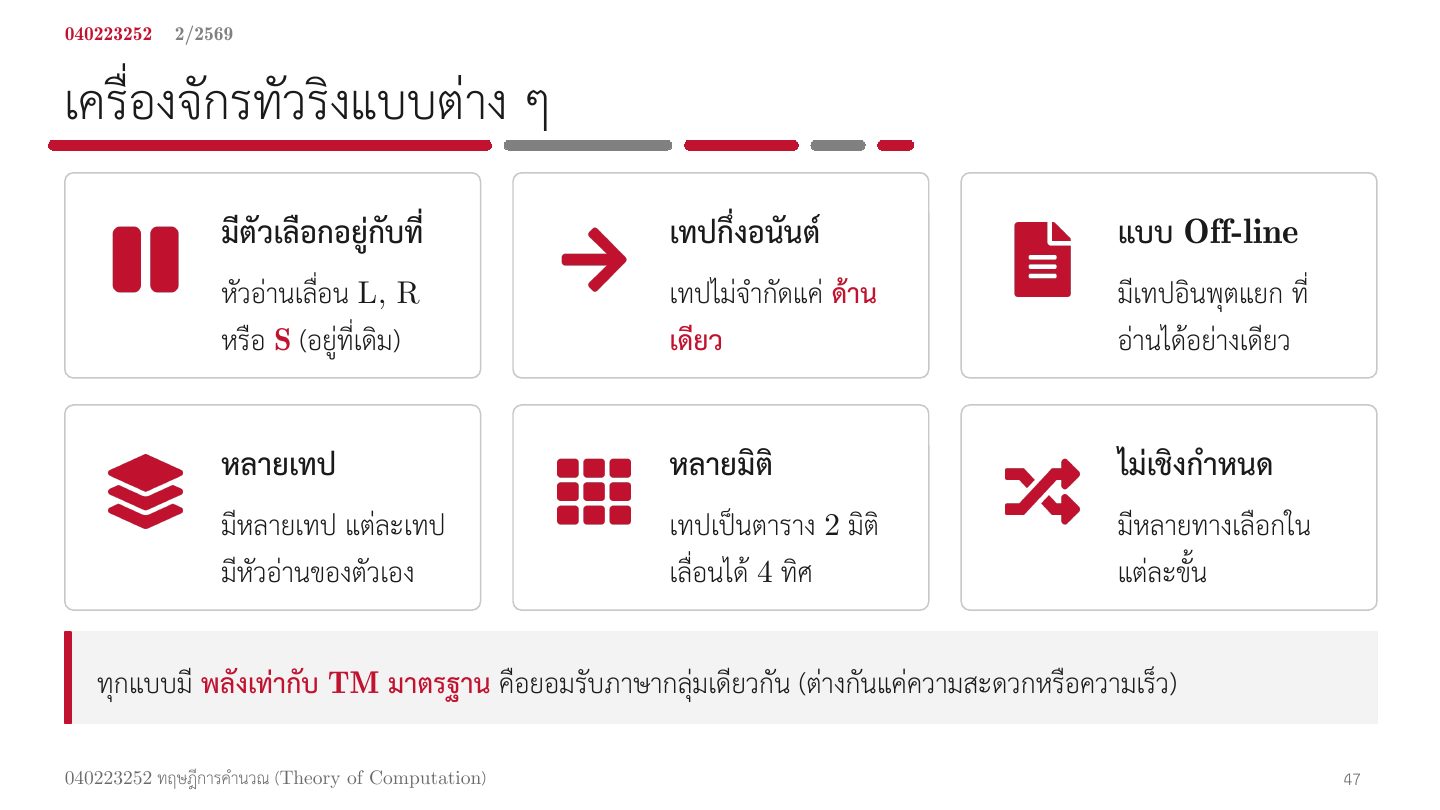 040223252 2/2569
เครื่องจักรทัวริงแบบต่าง ๆ
มีตัวเลือกอยู่กับที่
หัวอ่านเลื่อน L, R
หรือ S (อยู่ที่เดิม)
เทปกึ่งอนันต์
เทปไม่จำกัดแค่ ด้าน
เดียว
แบบ Off-line
มีเทปอินพุตแยก ที่
อ่านได้อย่างเดียว
หลายเทป
มีหลายเทป แต่ละเทป
มีหัวอ่านของตัวเอง
หลายมิติ
เทปเป็นตาราง 2 มิติ
เลื่อนได้ 4 ทิศ
ไม่เชิงกำหนด
มีหลายทางเลือกใน
แต่ละขั้น
ทุกแบบมี พลังเท่ากับ TM มาตรฐาน คือยอมรับภาษากลุ่มเดียวกัน (ต่างกันแค่ความสะดวกหรือความเร็ว)
040223252 ทฤษฎีการคำนวณ (Theory of Computation)
47